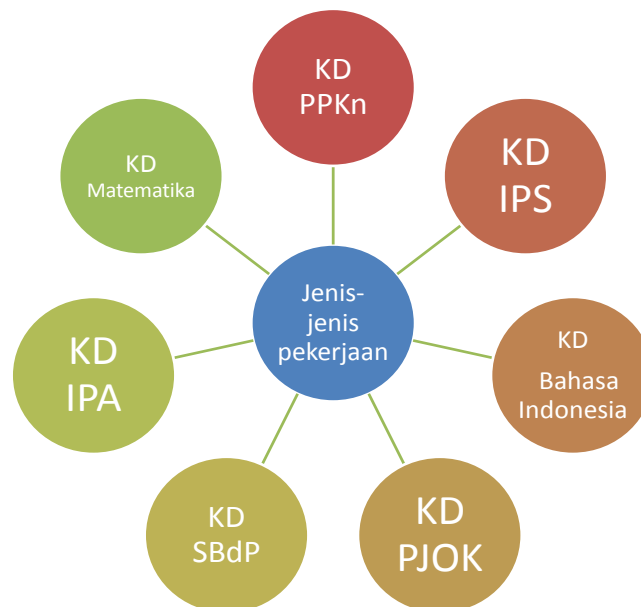 KD
PPKn
KD
IPS
KD
Bahasa
Indonesia
KD
PJOK
KD
SBdP
KD
IPA
KD
Matematika
Jenis-
jenis
pekerjaan